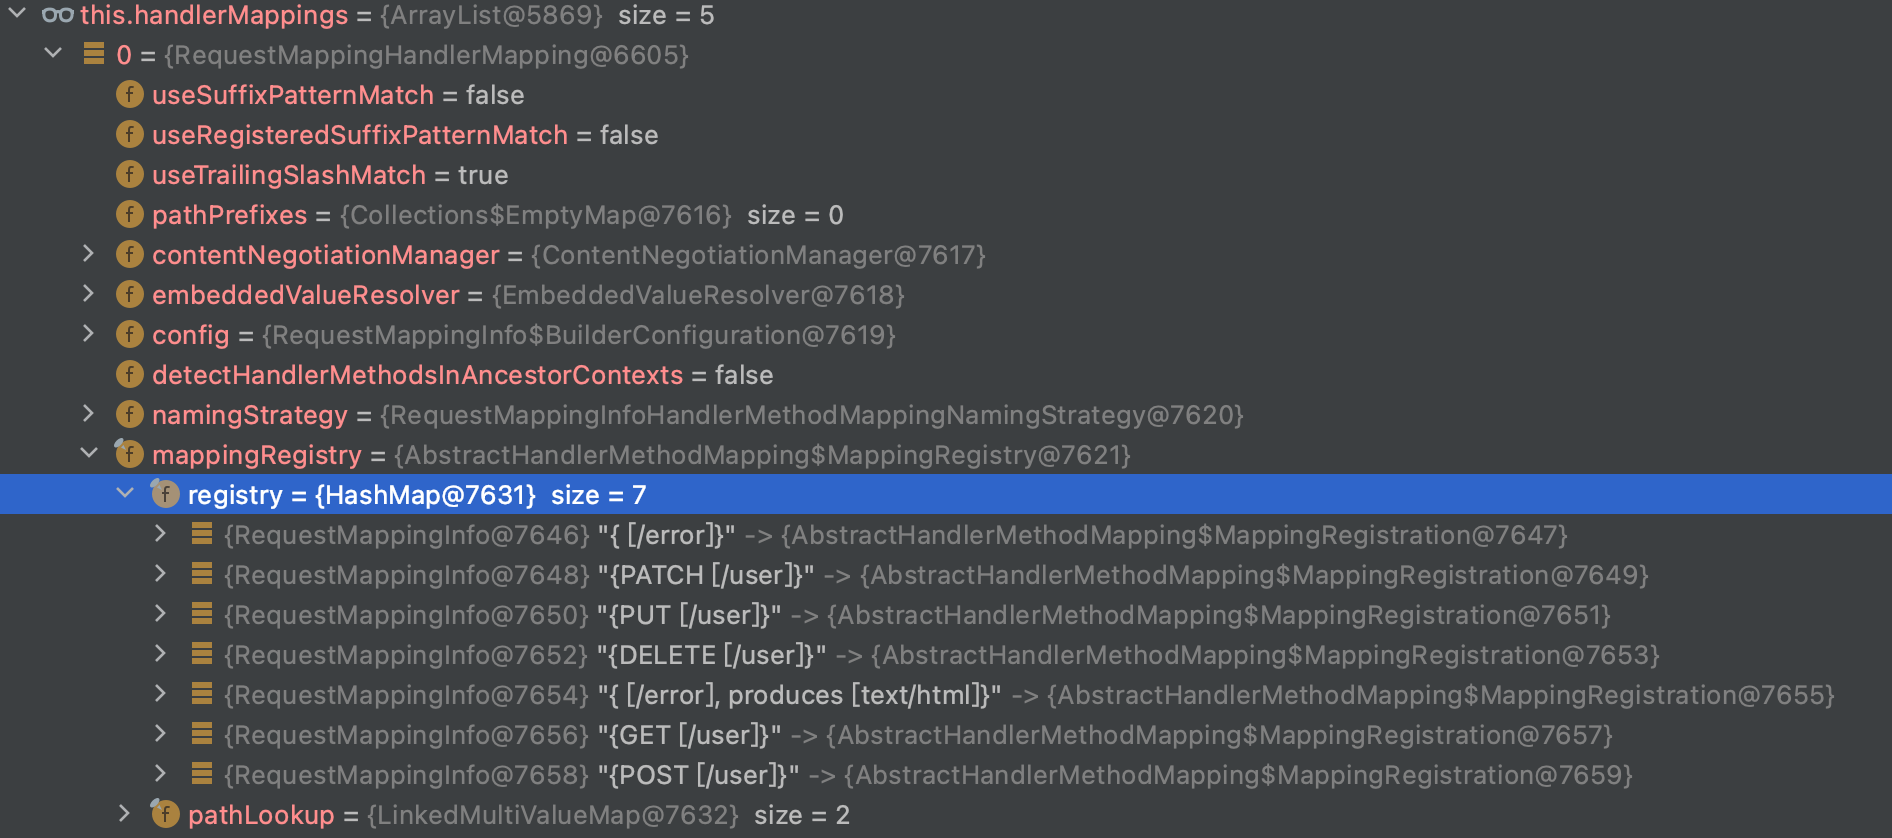 this.handlerMappings = {ArrayList@5869} size = 5
0 = {RequestMappingHandlerMapping@6605}
f useSuffixPatternMatch = false
f useRegisteredSuffixPatternMatch = false
f useTrailingSlashMatch = true
f pathPrefixes = {Collections$EmptyMap@7616} size = 0
f contentNegotiationManager = {ContentNegotiationManager@7617}
f embeddedValueResolver = {EmbeddedValueResolver@7618}
f config = {RequestMappingInfo$BuilderConfiguration@7619}
f detectHandlerMethodsInAncestorContexts = false
f namingStrategy = {RequestMappingInfoHandlerMethodMappingNamingStrategy@7620}
f mappingRegistry = {AbstractHandlerMethodMapping$MappingRegistry@7621}
f registry = {HashMap@7631} size = 7
{RequestMappingInfo@7646} "{ [/error]}" -> {AbstractHandlerMethodMapping$MappingRegistration@7647}
{RequestMappingInfo@7648} "{PATCH [/user]}" -> {AbstractHandlerMethodMapping$MappingRegistration@7649}
{RequestMappingInfo@7650} "{PUT [/user]}" -> {AbstractHandlerMethodMapping$MappingRegistration@7651}
{RequestMappingInfo@7652} "{DELETE [/user]}" -> {AbstractHandlerMethodMapping$MappingRegistration@7653}
{RequestMappingInfo@7654} "{ [/error], produces [text/html]}" -> {AbstractHandlerMethodMapping$MappingRegistration@7655}
{RequestMappingInfo@7656} "{GET [/user]}" -> {AbstractHandlerMethodMapping$MappingRegistration@7657}
{RequestMappingInfo@7658} "{POST [/user]}" -> {AbstractHandlerMethodMapping$MappingRegistration@7659}
f pathLookup = {LinkedMultiValueMap@7632} size = 2